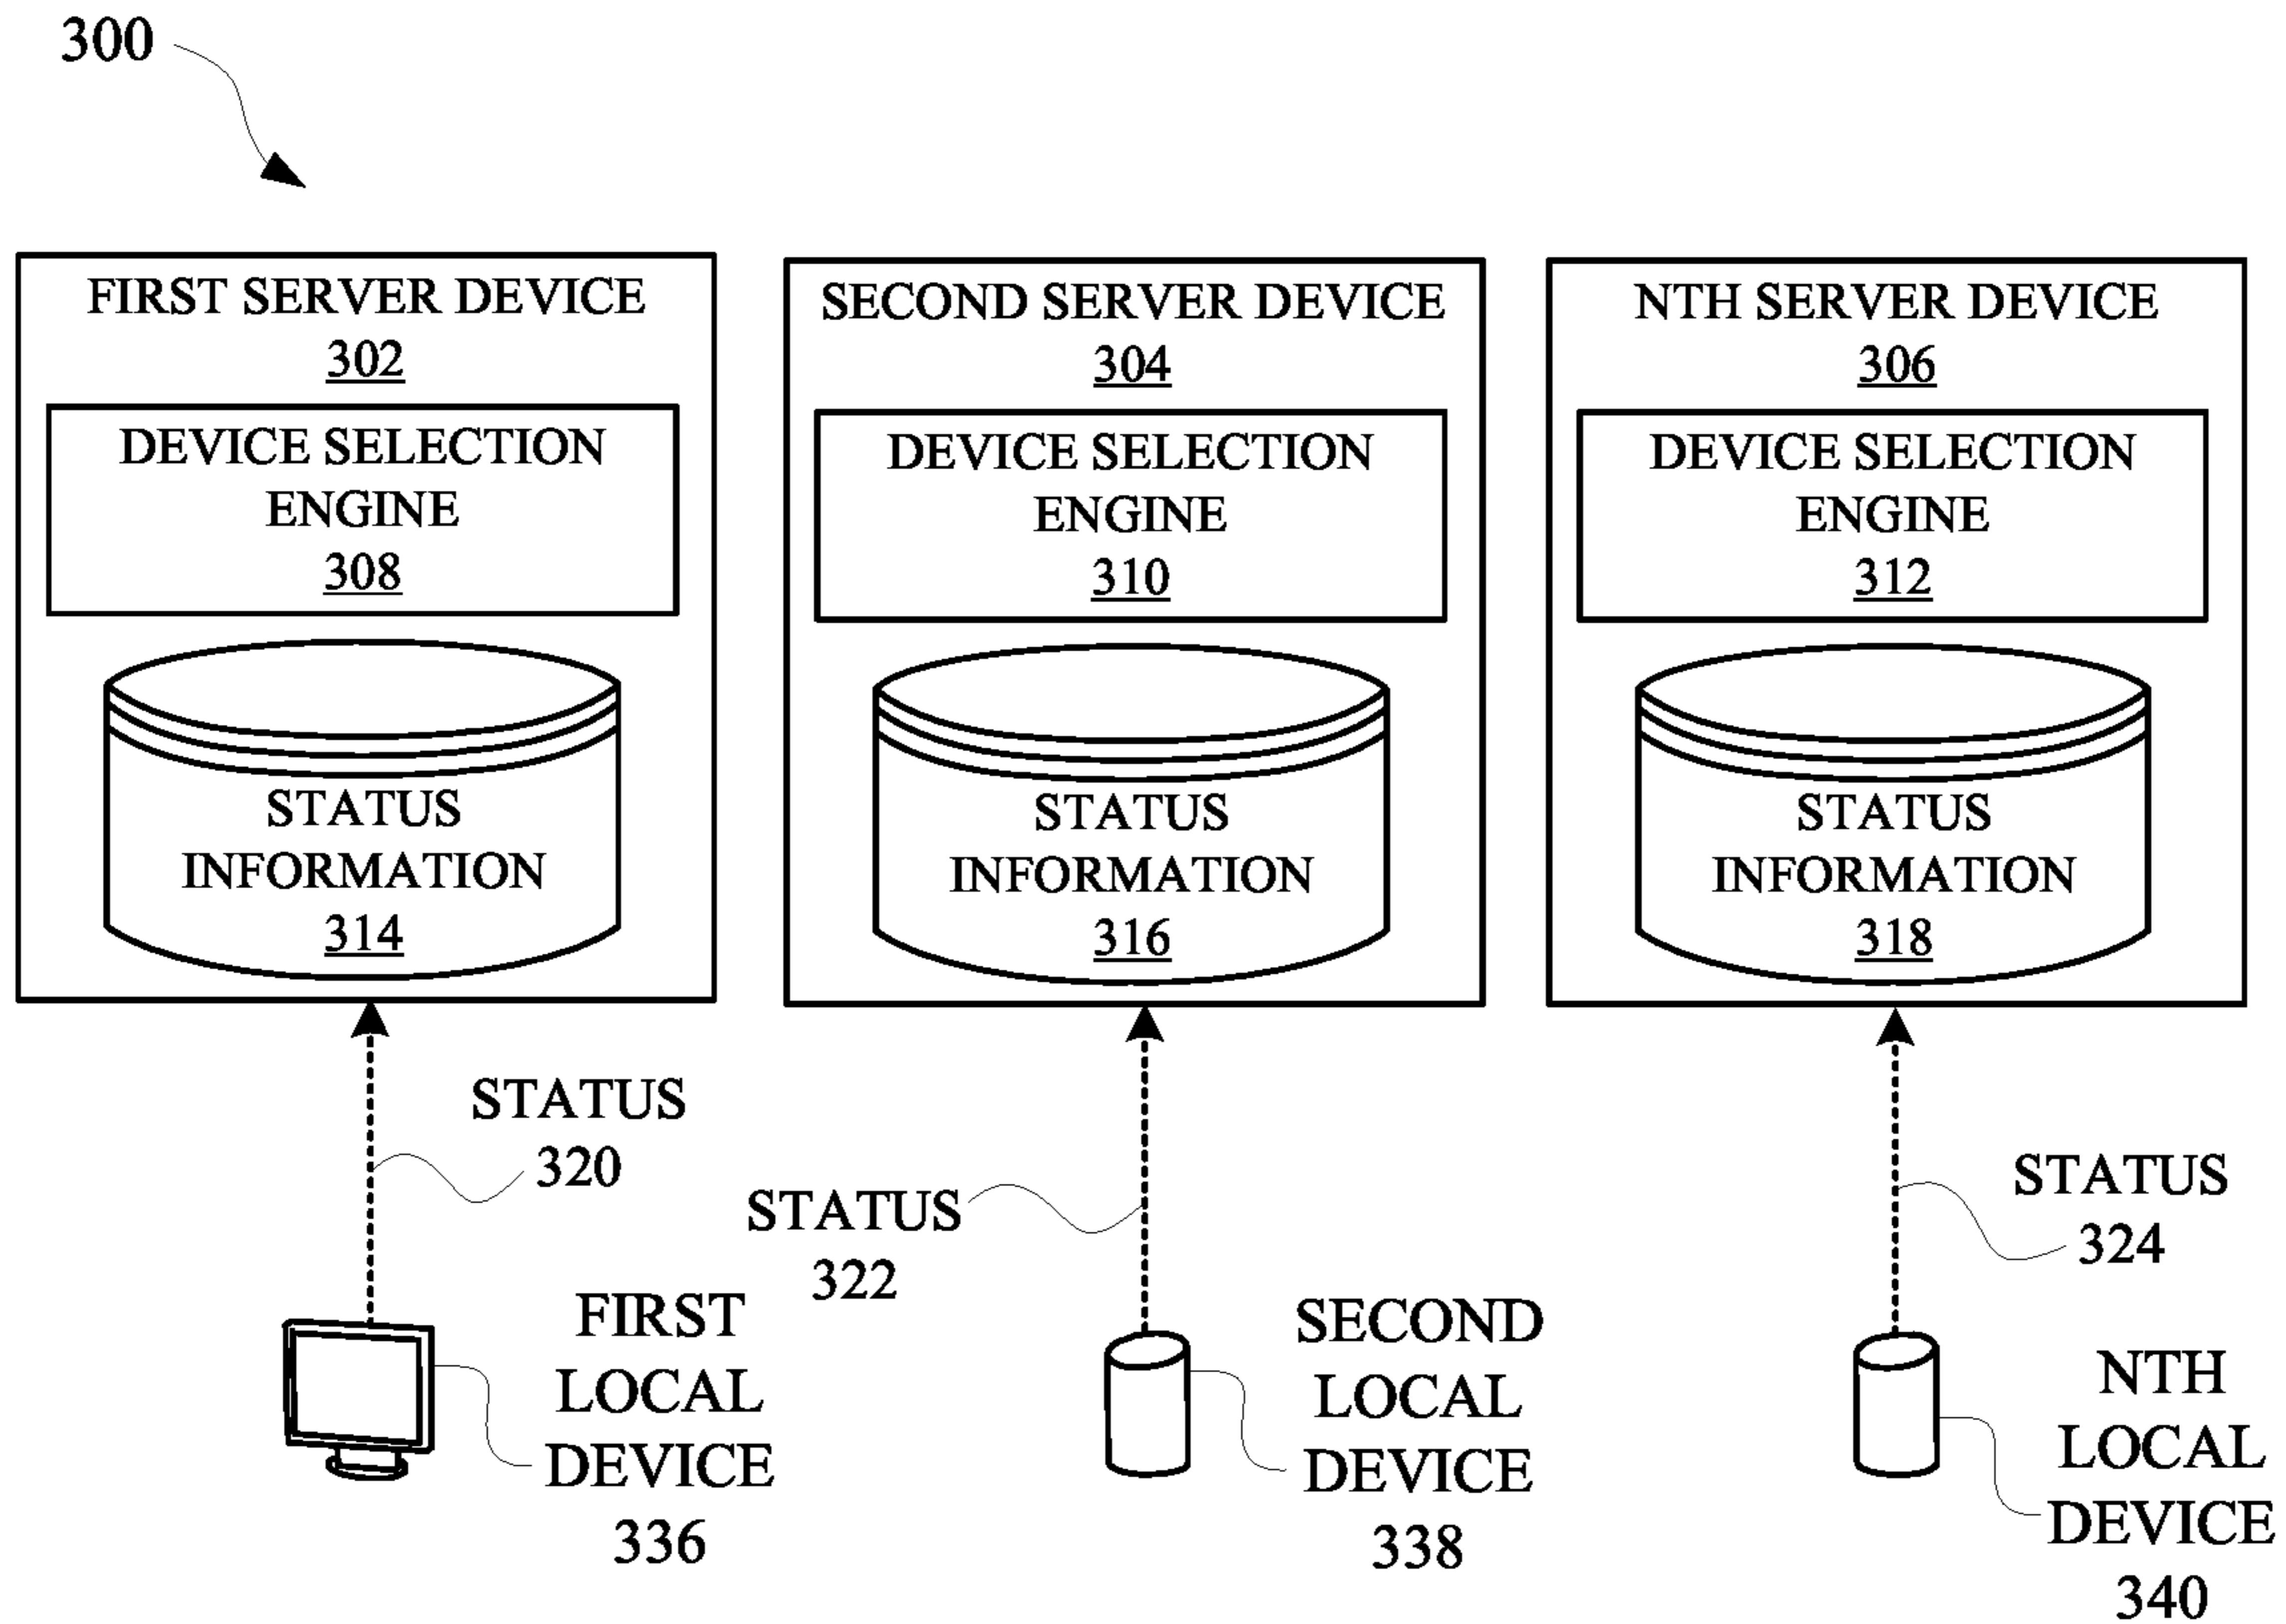 300
FIRST SERVER DEVICE
302
DEVICE SELECTION
ENGINE
308
STATUS
INFORMATION
314
SECOND SERVER DEVICE
304
DEVICE SELECTION
ENGINE
310
STATUS
INFORMATION
316
NTH SERVER DEVICE
306
DEVICE SELECTION
ENGINE
312
STATUS
INFORMATION
318
STATUS
320
STATUS
322
STATUS
324
FIRST
LOCAL
DEVICE
336
SECOND
LOCAL
DEVICE
338
NTH
LOCAL
DEVICE
340